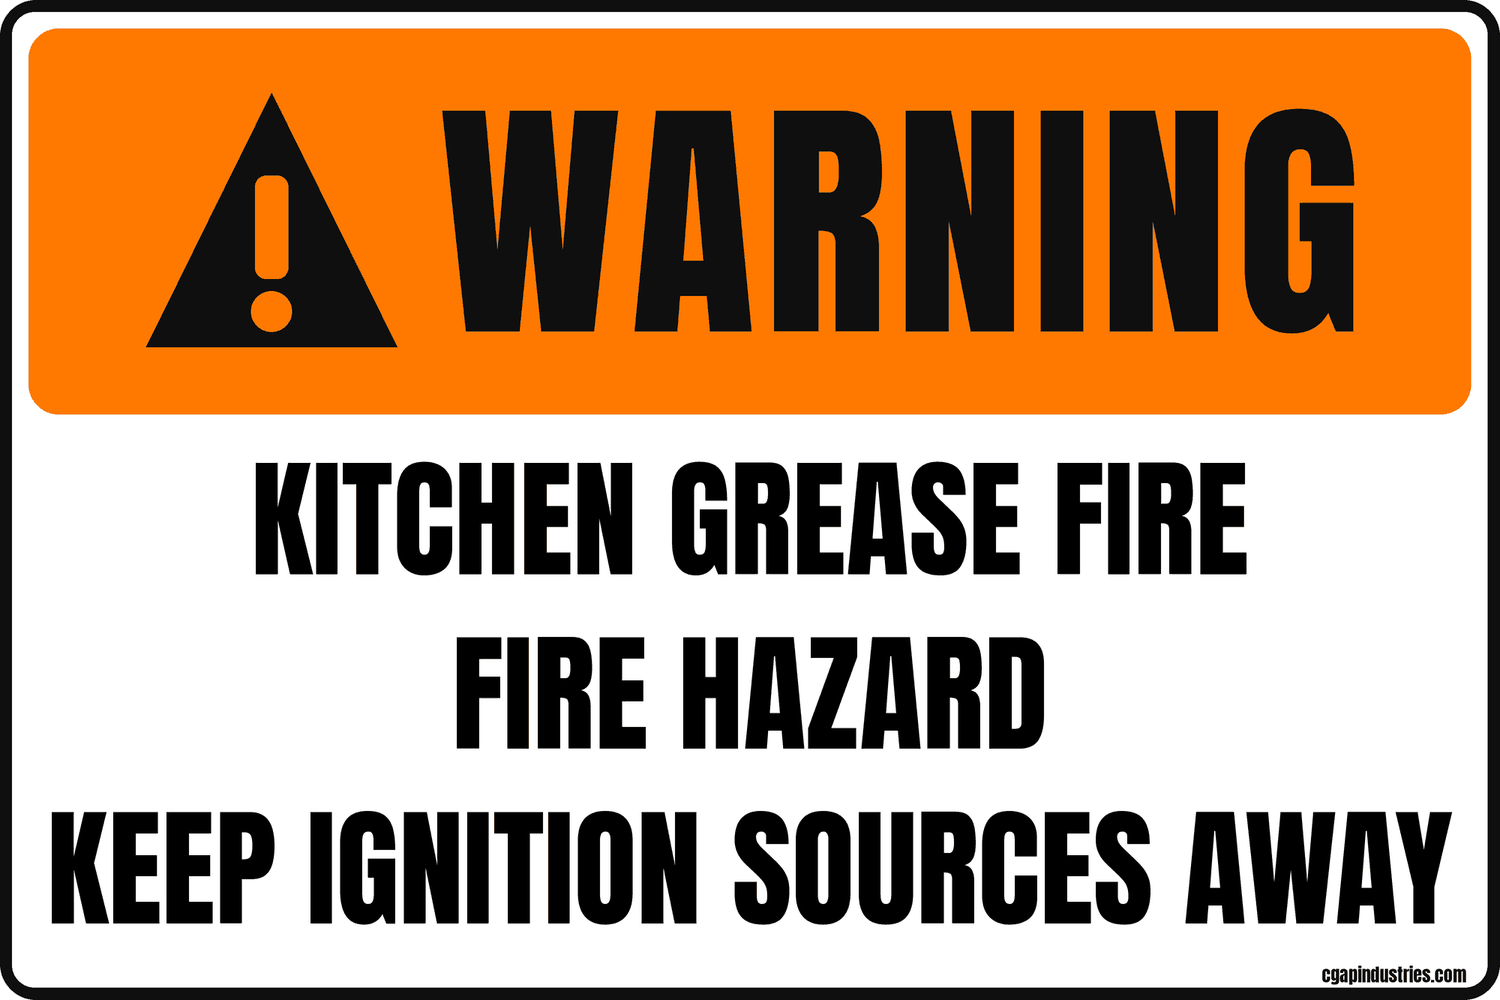 WARNING
KITCHEN GREASE FIRE
FIRE HAZARD
KEEP IGNITION SOURCES AWAY
cgapindustries.com